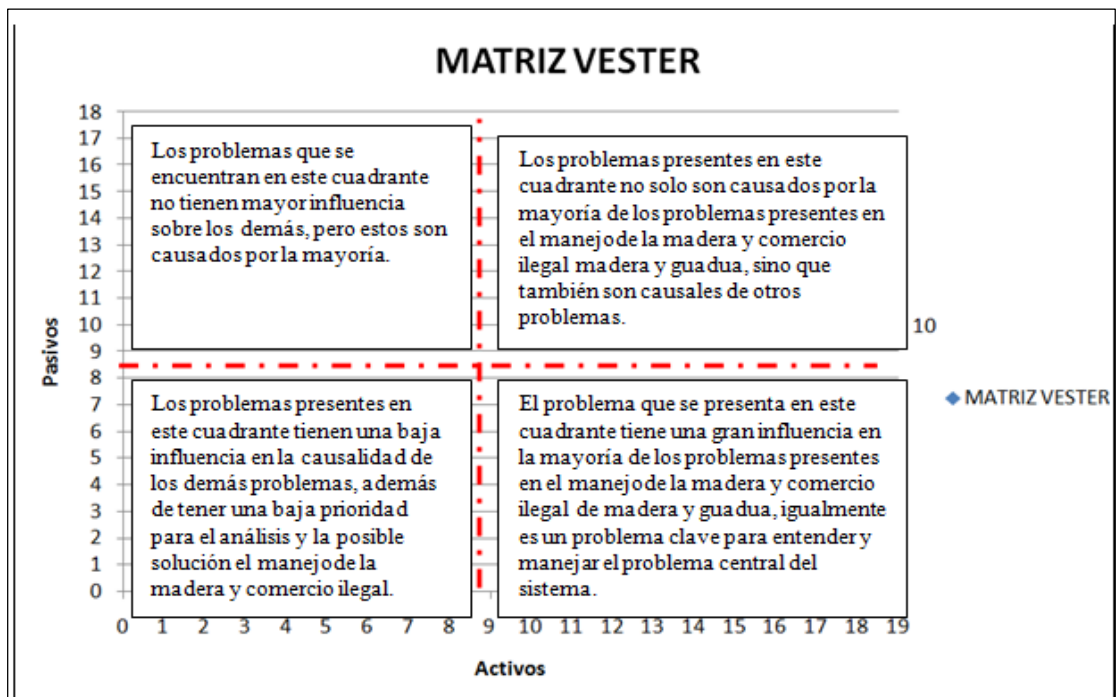 MATRIZ VESTER
Pasivos
18
17
16
15
14
13
12
11
10
9
8
7
6
5
4
3
2
1
0
Los problemas que se
encuentran en este cuadrante
no tienen mayor influencia
sobre los demás, pero estos son
causados por la mayoría.
Los problemas presentes en este
cuadrante no solo son causados por la
mayoría de los problemas presentes en
el manejo de la madera y comercio
ilegal madera y guadua, sino que
también son causales de otros
problemas.
10
Los problemas presentes en
este cuadrante tienen una baja
influencia en la causalidad de
los demás problemas, además
de tener una baja prioridad
para el análisis y la posible
solución el manejo de la
madera y comercio ilegal.
El problema que se presenta en este
cuadrante tiene una gran influencia en
la mayoría de los problemas presentes
en el manejo de la madera y comercio
ilegal de madera y guadua, igualmente
es un problema clave para entender y
manejar el problema central del
sistema.
MATRIZ VESTER
0 1 2 3 4 5 6 7 8 9 10 11 12 13 14 15 16 17 18 19
Activos